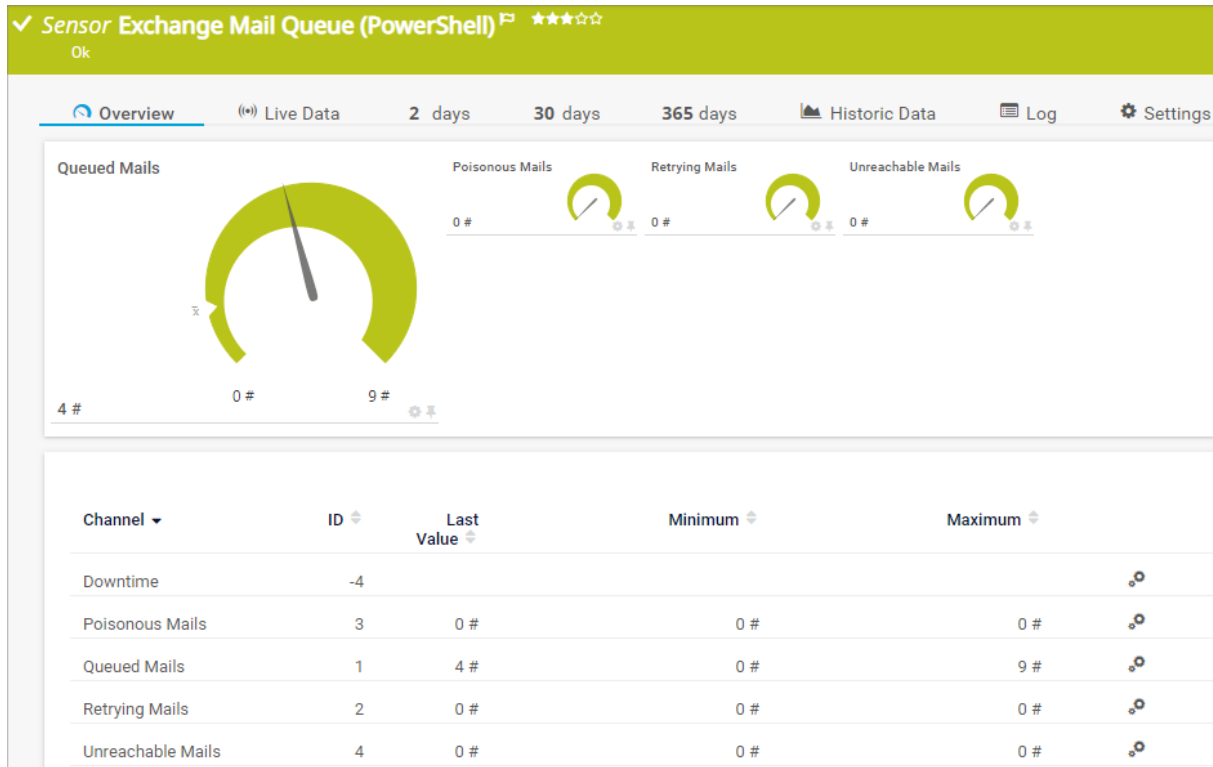 Sensor Exchange Mail Queue (PowerShell)
Ok
Overview Live Data 2 days 30 days 365 days Historic Data Log Settings
Queued Mails
Poisonous Mails
Retrying Mails
Unreachable Mails
0 #
0 #
0 #
x̄
0 #
9 #
4 #
Channel ID Last Value Minimum Maximum
Downtime -4
Poisonous Mails 3 0 # 0 # 0 #
Queued Mails 1 4 # 0 # 9 #
Retrying Mails 2 0 # 0 # 0 #
Unreachable Mails 4 0 # 0 # 0 #